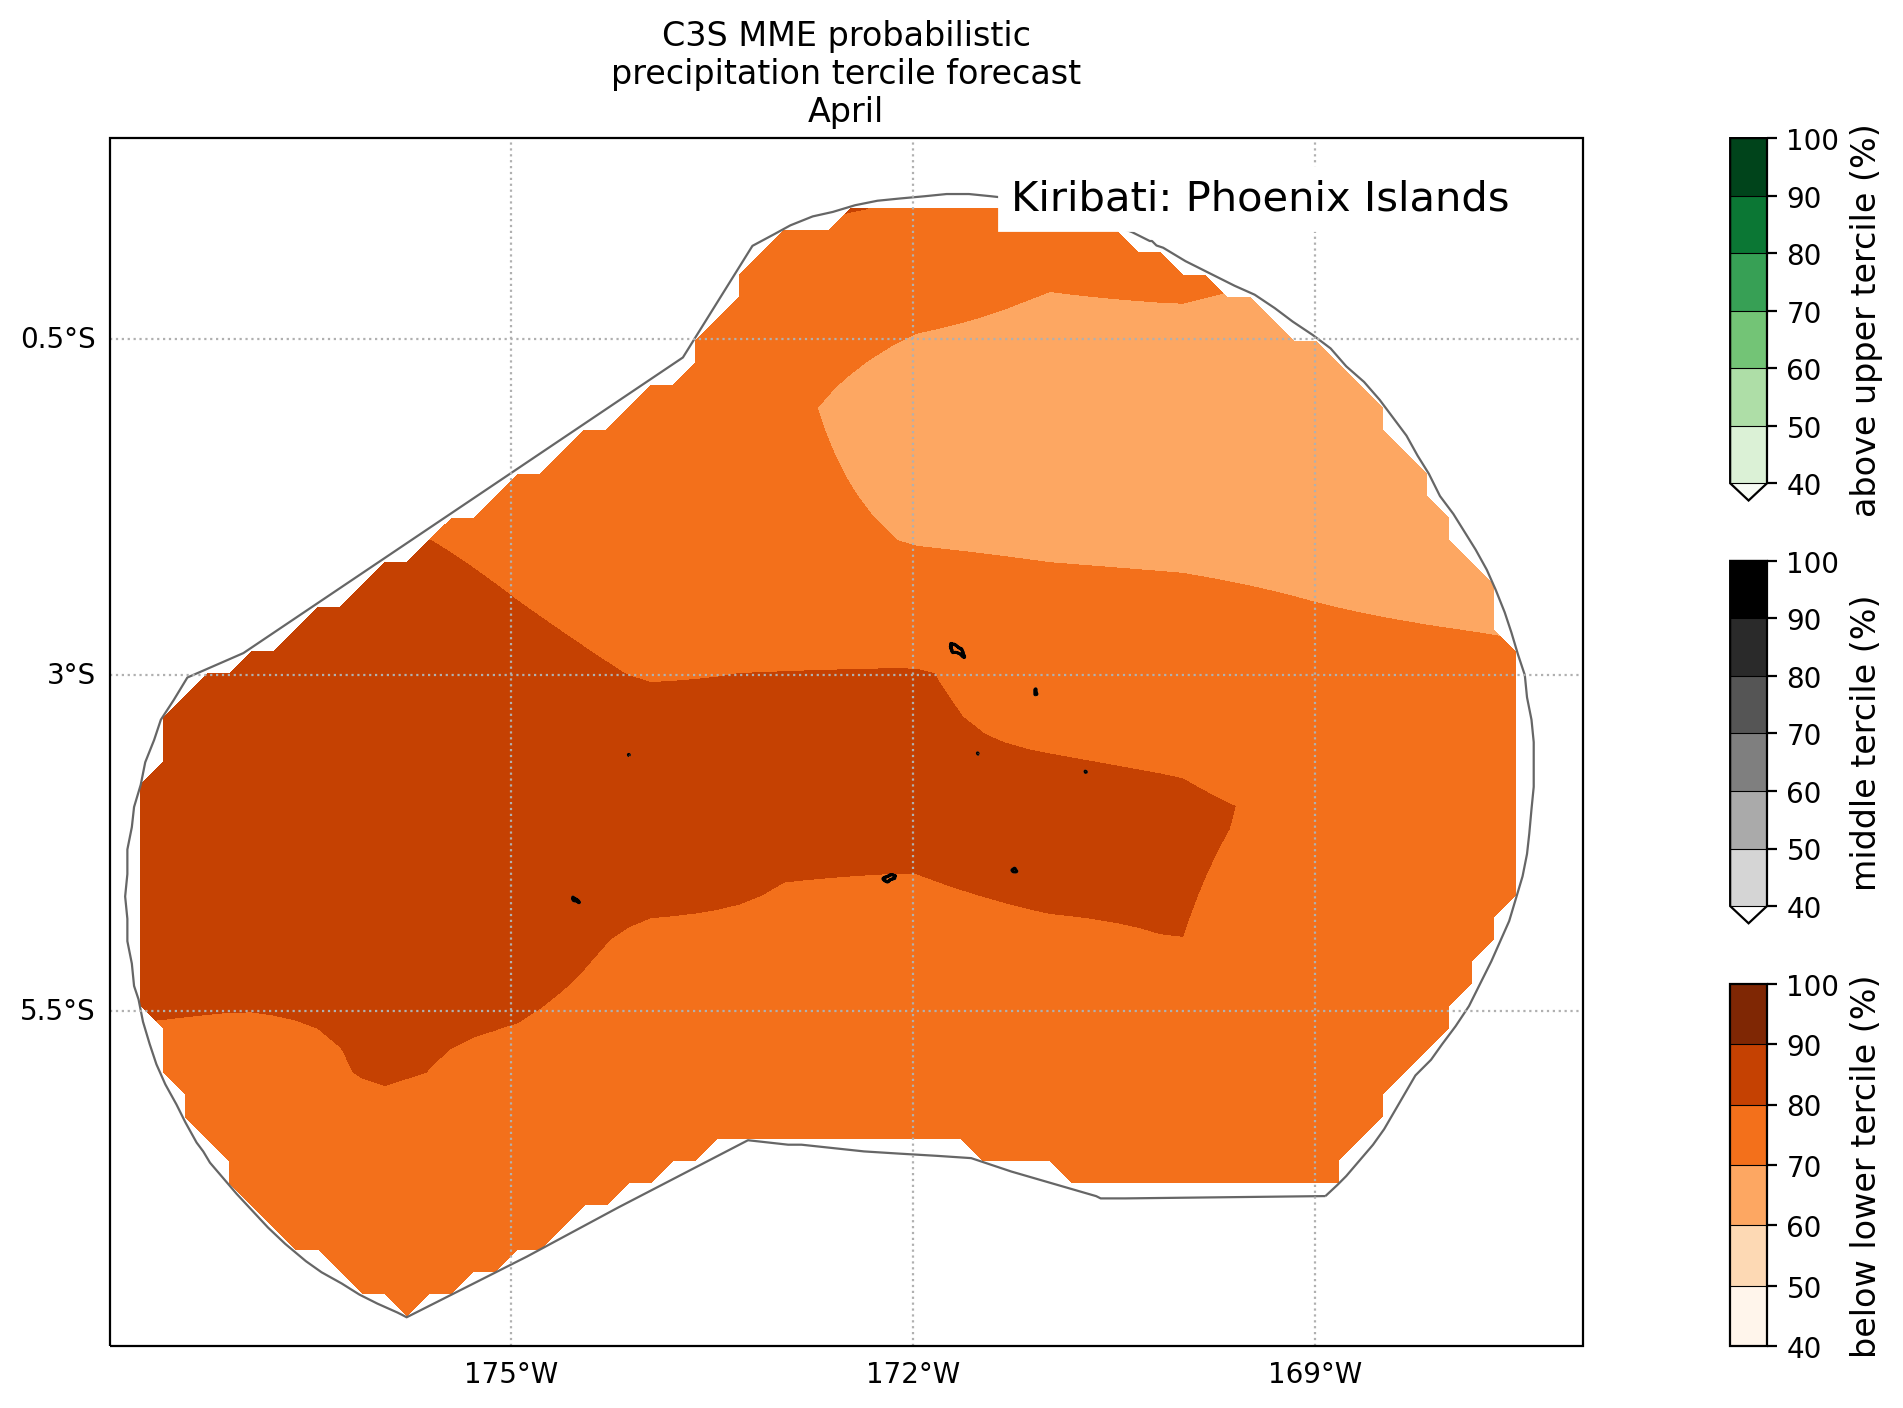 C3S MME probabilistic
precipitation tercile forecast
April
Kiribati: Phoenix Islands
0.5°S
3°S
5.5°S
175°W
172°W
169°W
100
90
80
70
60
50
40
above upper tercile (%)
100
90
80
70
60
50
40
middle tercile (%)
100
90
80
70
60
50
40
below lower tercile (%)